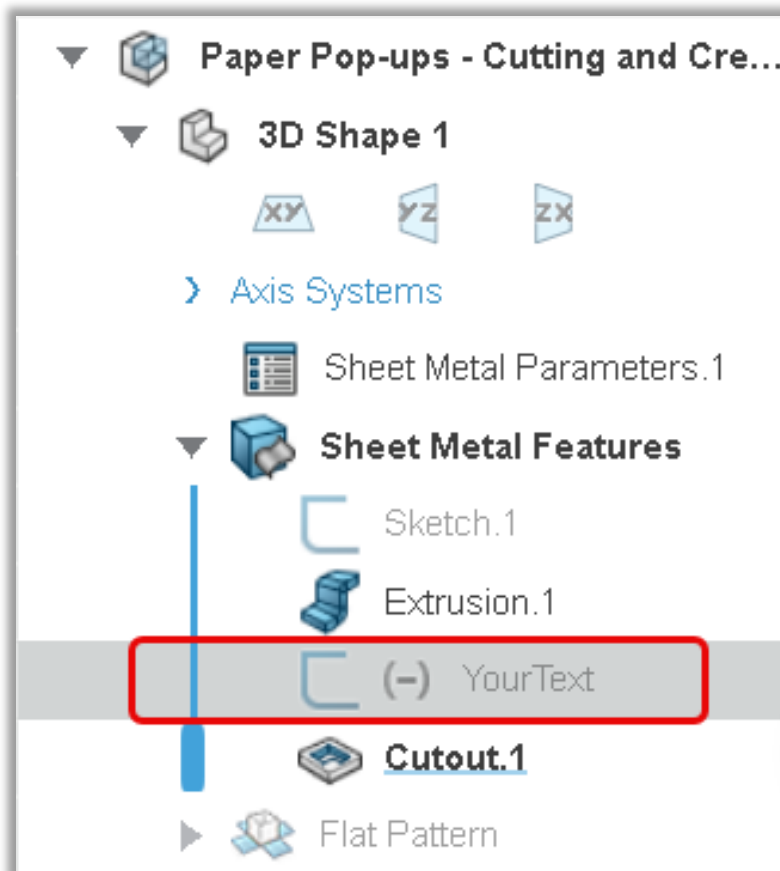 Paper Pop-ups - Cutting and Cre...
3D Shape 1
XY YZ ZX
Axis Systems
Sheet Metal Parameters.1
Sheet Metal Features
Sketch.1
Extrusion.1
(-) YourText
Cutout.1
Flat Pattern